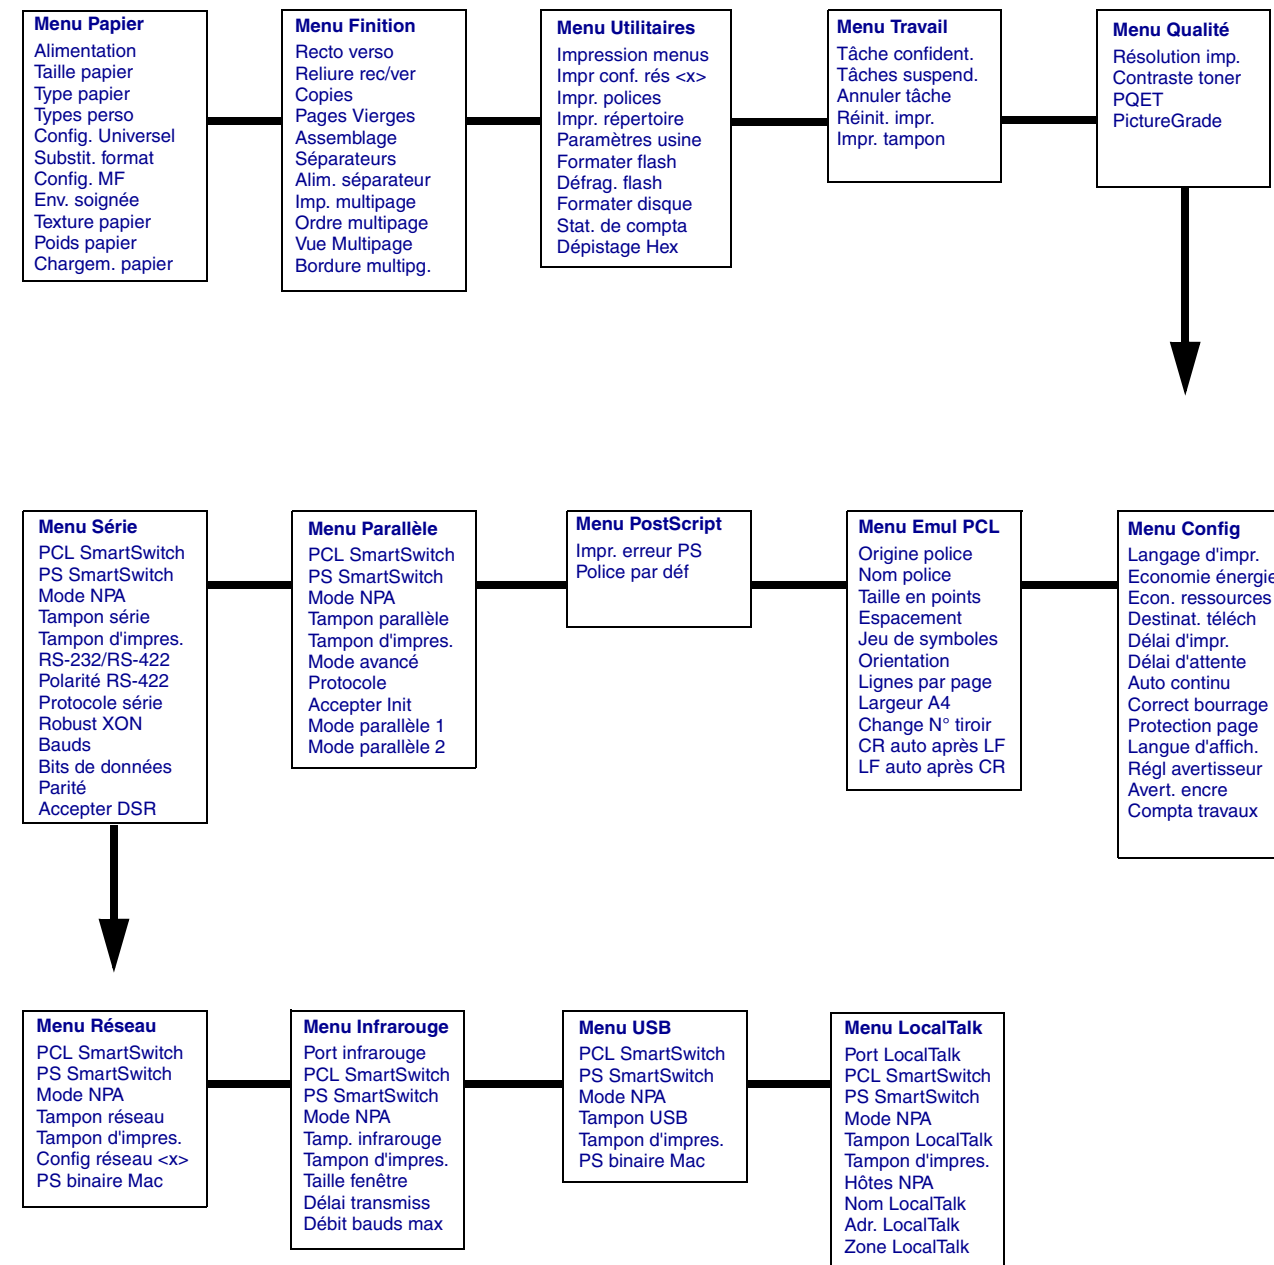 Menu Papier
Alimentation
Taille papier
Type papier
Types perso
Config. Universel
Substit. format
Config. MF
Env. soignée
Texture papier
Poids papier
Chargem. papier
Menu Finition
Recto verso
Reliure rec/ver
Copies
Pages Vierges
Assemblage
Séparateurs
Alim. séparateur
Imp. multipage
Ordre multipage
Vue Multipage
Bordure multipg.
Menu Utilitaires
Impression menus
Impr conf. rés <x>
Impr. polices
Impr. répertoire
Paramètres usine
Formater flash
Défrag. flash
Formater disque
Stat. de compta
Dépistage Hex
Menu Travail
Tâche confident.
Tâches suspend.
Annuler tâche
Réinit. impr.
Impr. tampon
Menu Qualité
Résolution imp.
Contraste toner
PQET
PictureGrade
Menu Série
PCL SmartSwitch
PS SmartSwitch
Mode NPA
Tampon série
Tampon d'impres.
RS-232/RS-422
Polarité RS-422
Protocole série
Robust XON
Bauds
Bits de données
Parité
Accepter DSR
Menu Parallèle
PCL SmartSwitch
PS SmartSwitch
Mode NPA
Tampon parallèle
Tampon d'impres.
Mode avancé
Protocole
Accepter Init
Mode parallèle 1
Mode parallèle 2
Menu PostScript
Impr. erreur PS
Police par déf
Menu Emul PCL
Origine police
Nom police
Taille en points
Espacement
Jeu de symboles
Orientation
Lignes par page
Largeur A4
Change N° tiroir
CR auto après LF
LF auto après CR
Menu Config
Langage d'impr.
Economie énergie
Econ. ressources
Destinat. téléch
Délai d'impr.
Délai d'attente
Auto continu
Correct bourrage
Protection page
Langue d'affich.
Régl avertisseur
Avert. encre
Compta travaux
Menu Réseau
PCL SmartSwitch
PS SmartSwitch
Mode NPA
Tampon réseau
Tampon d'impres.
Config réseau <x>
PS binaire Mac
Menu Infrarouge
Port infrarouge
PCL SmartSwitch
PS SmartSwitch
Mode NPA
Tamp. infrarouge
Tampon d'impres.
Taille fenêtre
Délai transmiss
Débit bauds max
Menu USB
PCL SmartSwitch
PS SmartSwitch
Mode NPA
Tampon USB
Tampon d'impres.
PS binaire Mac
Menu LocalTalk
Port LocalTalk
PCL SmartSwitch
PS SmartSwitch
Mode NPA
Tampon LocalTalk
Tampon d'impres.
Hôtes NPA
Nom LocalTalk
Adr. LocalTalk
Zone LocalTalk